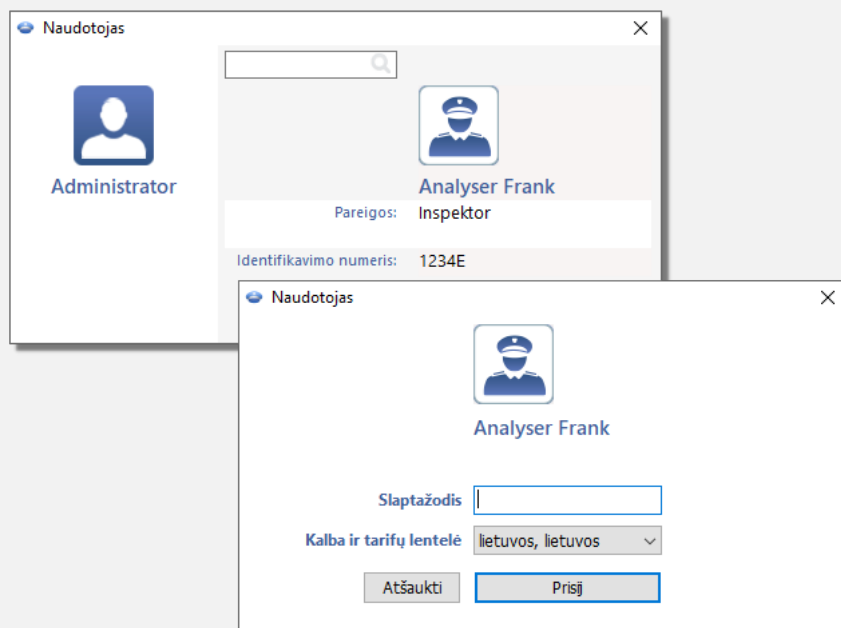 Naudotojas
Administrator
Analyser Frank
Pareigos: Inspektor
Identifikavimo numeris: 1234E
Naudotojas
Analyser Frank
Slaptažodis
Kalba ir tarifų lentelė lietuvos, lietuvos
Atšaukti Prisij